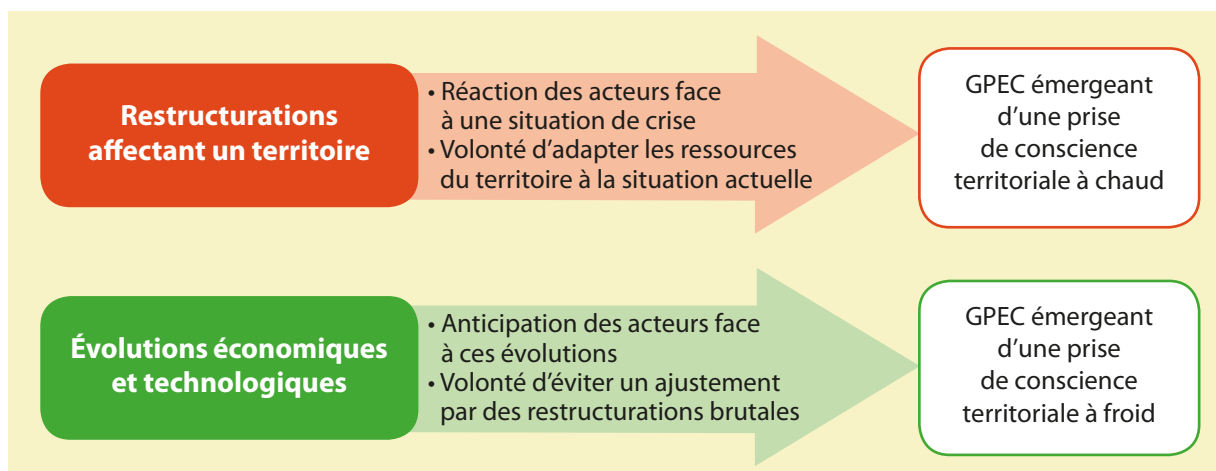 Restructurations
affectant un territoire
• Réaction des acteurs face
à une situation de crise
• Volonté d'adapter les ressources
du territoire à la situation actuelle
GPEC émergeant
d'une prise
de conscience
territoriale à chaud
Évolutions économiques
et technologiques
• Anticipation des acteurs face
à ces évolutions
• Volonté d'éviter un ajustement
par des restructurations brutales
GPEC émergeant
d'une prise
de conscience
territoriale à froid